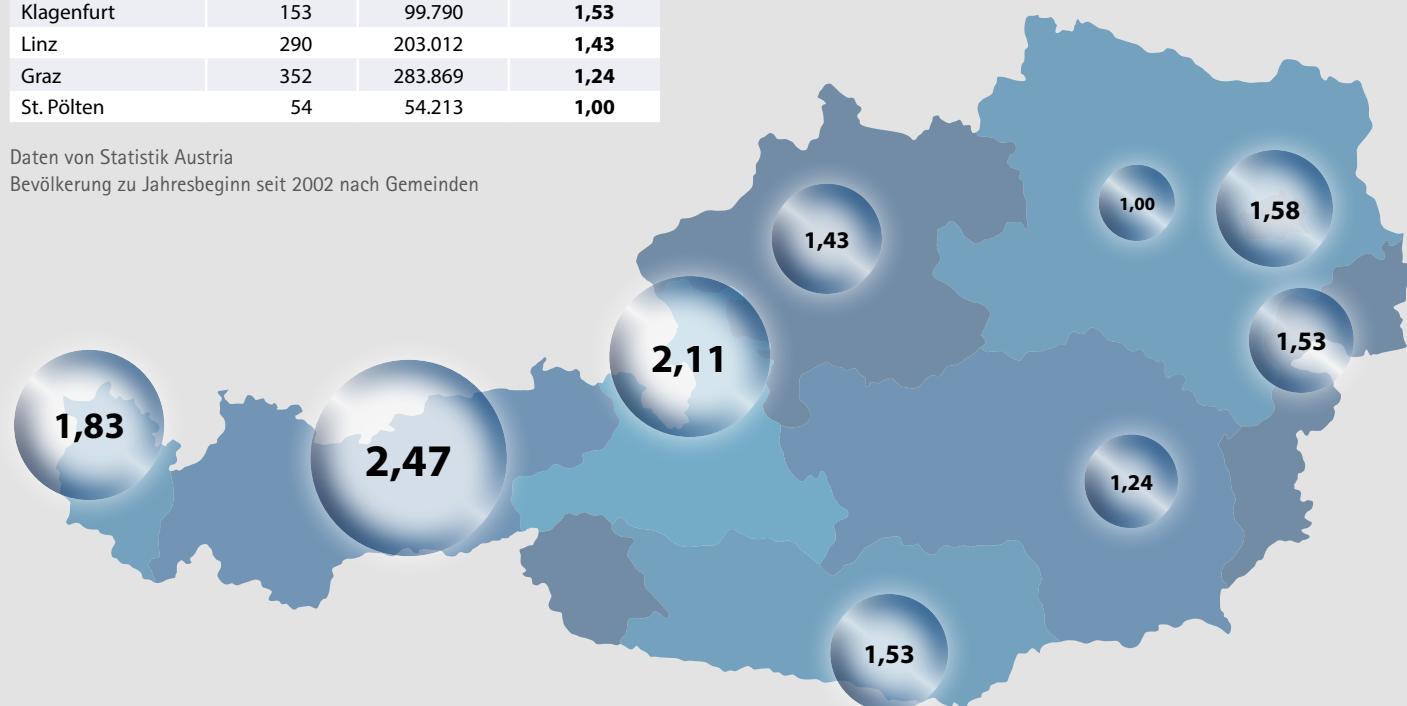 Klagenfurt 153 99.790 1,53
Linz 290 203.012 1,43
Graz 352 283.869 1,24
St. Pölten 54 54.213 1,00
Daten von Statistik Austria
Bevölkerung zu Jahresbeginn seit 2002 nach Gemeinden
1,00
1,58
1,43
1,53
2,11
1,83
2,47
1,24
1,53